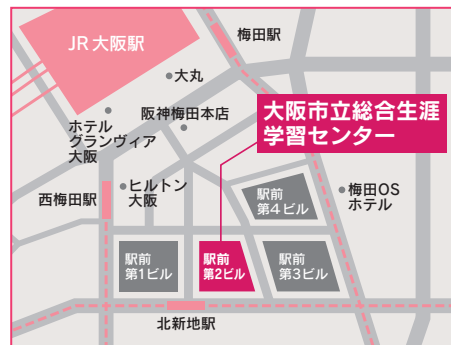 JR大阪駅
梅田駅
大丸
阪神梅田本店
大阪市立総合生涯
学習センター
ホテル
グランヴィア
大阪
西梅田駅
ヒルトン
大阪
駅前
第4ビル
梅田OS
ホテル
駅前
第1ビル
駅前
第2ビル
駅前
第3ビル
北新地駅